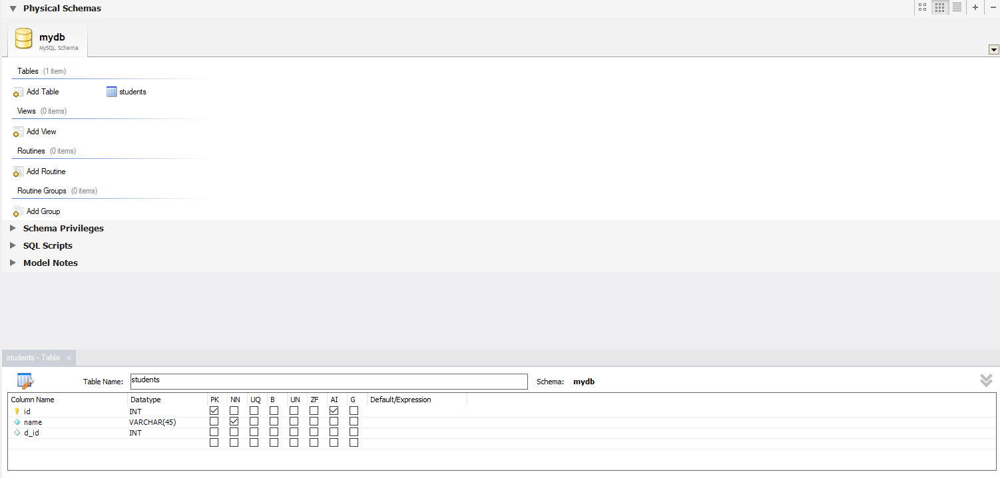 Physical Schemas
mydb
MySQL Schema
Tables (1 item)
Add Table students
Views (0 items)
Add View
Routines (0 items)
Add Routine
Routine Groups (0 items)
Add Group
Schema Privileges
SQL Scripts
Model Notes
students - Table
Table Name: students Schema: mydb
Column Name Datatype PK NN UQ B UN ZF AI G Default/Expression
id INT
name VARCHAR(45)
d_id INT